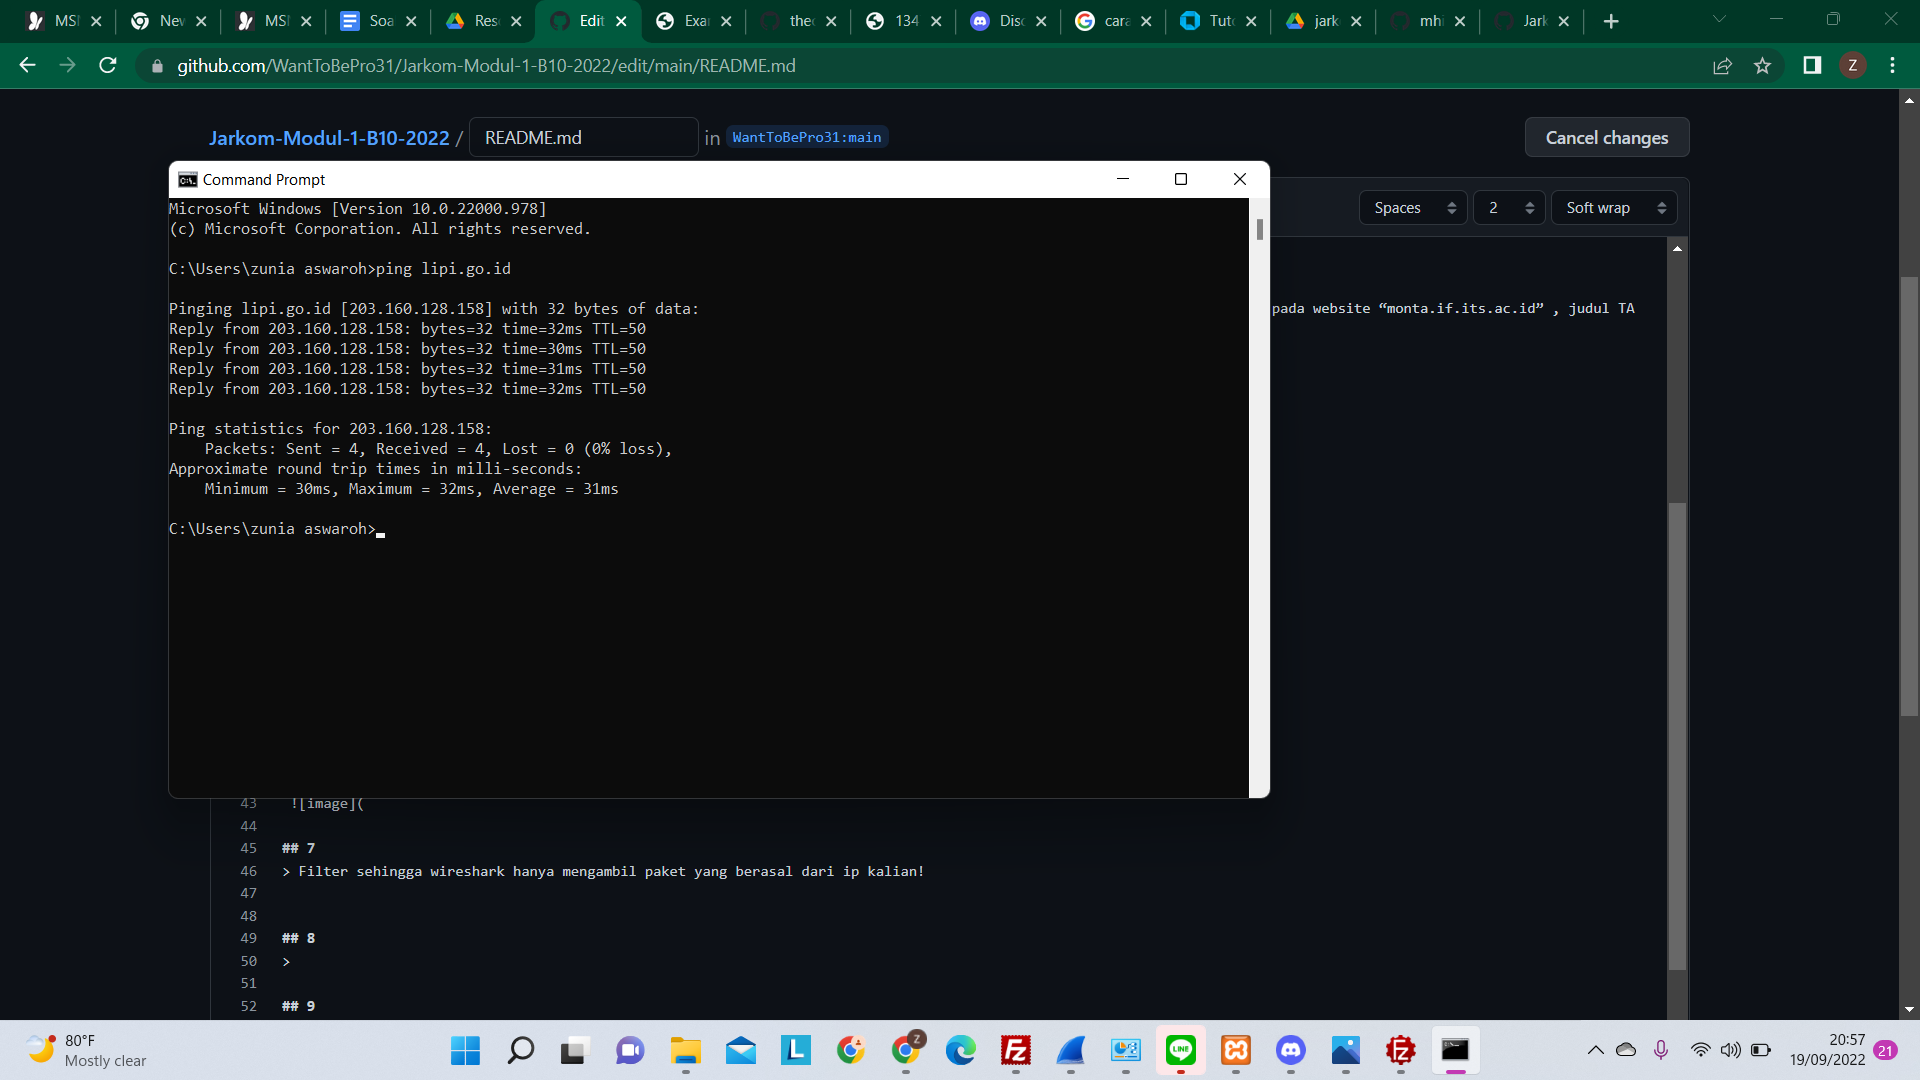 MSI
New
MSI
Soa
Res
Edit
Exar
theo
134
Disc
cara
Tuto
jark
mhi
Jark
github.com/WantToBePro31/Jarkom-Modul-1-B10-2022/edit/main/README.md
Z
Jarkom-Modul-1-B10-2022 / README.md in WantToBePro31:main
Cancel changes
Spaces 2 Soft wrap
Command Prompt
Microsoft Windows [Version 10.0.22000.978]
(c) Microsoft Corporation. All rights reserved.
C:\Users\zunia aswaroh>ping lipi.go.id
Pinging lipi.go.id [203.160.128.158] with 32 bytes of data:
Reply from 203.160.128.158: bytes=32 time=32ms TTL=50
Reply from 203.160.128.158: bytes=32 time=30ms TTL=50
Reply from 203.160.128.158: bytes=32 time=31ms TTL=50
Reply from 203.160.128.158: bytes=32 time=32ms TTL=50
Ping statistics for 203.160.128.158:
Packets: Sent = 4, Received = 4, Lost = 0 (0% loss),
Approximate round trip times in milli-seconds:
Minimum = 30ms, Maximum = 32ms, Average = 31ms
C:\Users\zunia aswaroh>
pada website “monta.if.its.ac.id” , judul TA
43 ![image](
44
45 ## 7
46 > Filter sehingga wireshark hanya mengambil paket yang berasal dari ip kalian!
47
48
49 ## 8
50 >
51
52 ## 9
80°F
Mostly clear
20:57
19/09/2022
21